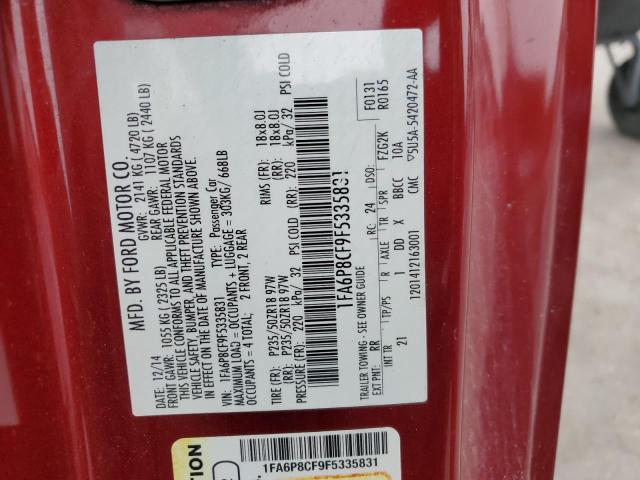 MFD. BY FORD MOTOR CO.
DATE: 12/14 GVWR: 2141 KG ( 4720 LB)
FRONT GAWR: 1055 KG (2325 LB) REAR GAWR: 1107 KG ( 2440 LB)
THIS VEHICLE CONFORMS TO ALL APPLICABLE FEDERAL MOTOR
VEHICLE SAFETY, BUMPER, AND THEFT PREVENTION STANDARDS
IN EFFECT ON THE DATE OF MANUFACTURE SHOWN ABOVE.
VIN: 1FA6P8CF9F5335831 TYPE: Passenger Car
MAXIMUM LOAD = OCCUPANTS + LUGGAGE = 303KG/ 668LB
OCCUPANTS = 4 TOTAL; 2 FRONT, 2 REAR
TIRE (FR): P235/50ZR18 97W RIMS (FR): 18x8.0J
(RR): P235/50ZR18 97W (RR): 18x8.0J
PRESSURE (FR): 220 kPa/ 32 PSI COLD (RR): 220 kPa/ 32 PSI COLD
1FA6P8CF9F5335831
TRAILER TOWING - SEE OWNER GUIDE
F0131
EXT PNT: RR RC: 24 DSO: R0165
INT TR TP/PS R AXLE TR SPR FZG2K
21 1 DD X BBCC 10A
1201412163001 CMC ▽5U5A-5420472-AA
1FA6P8CF9F5335831